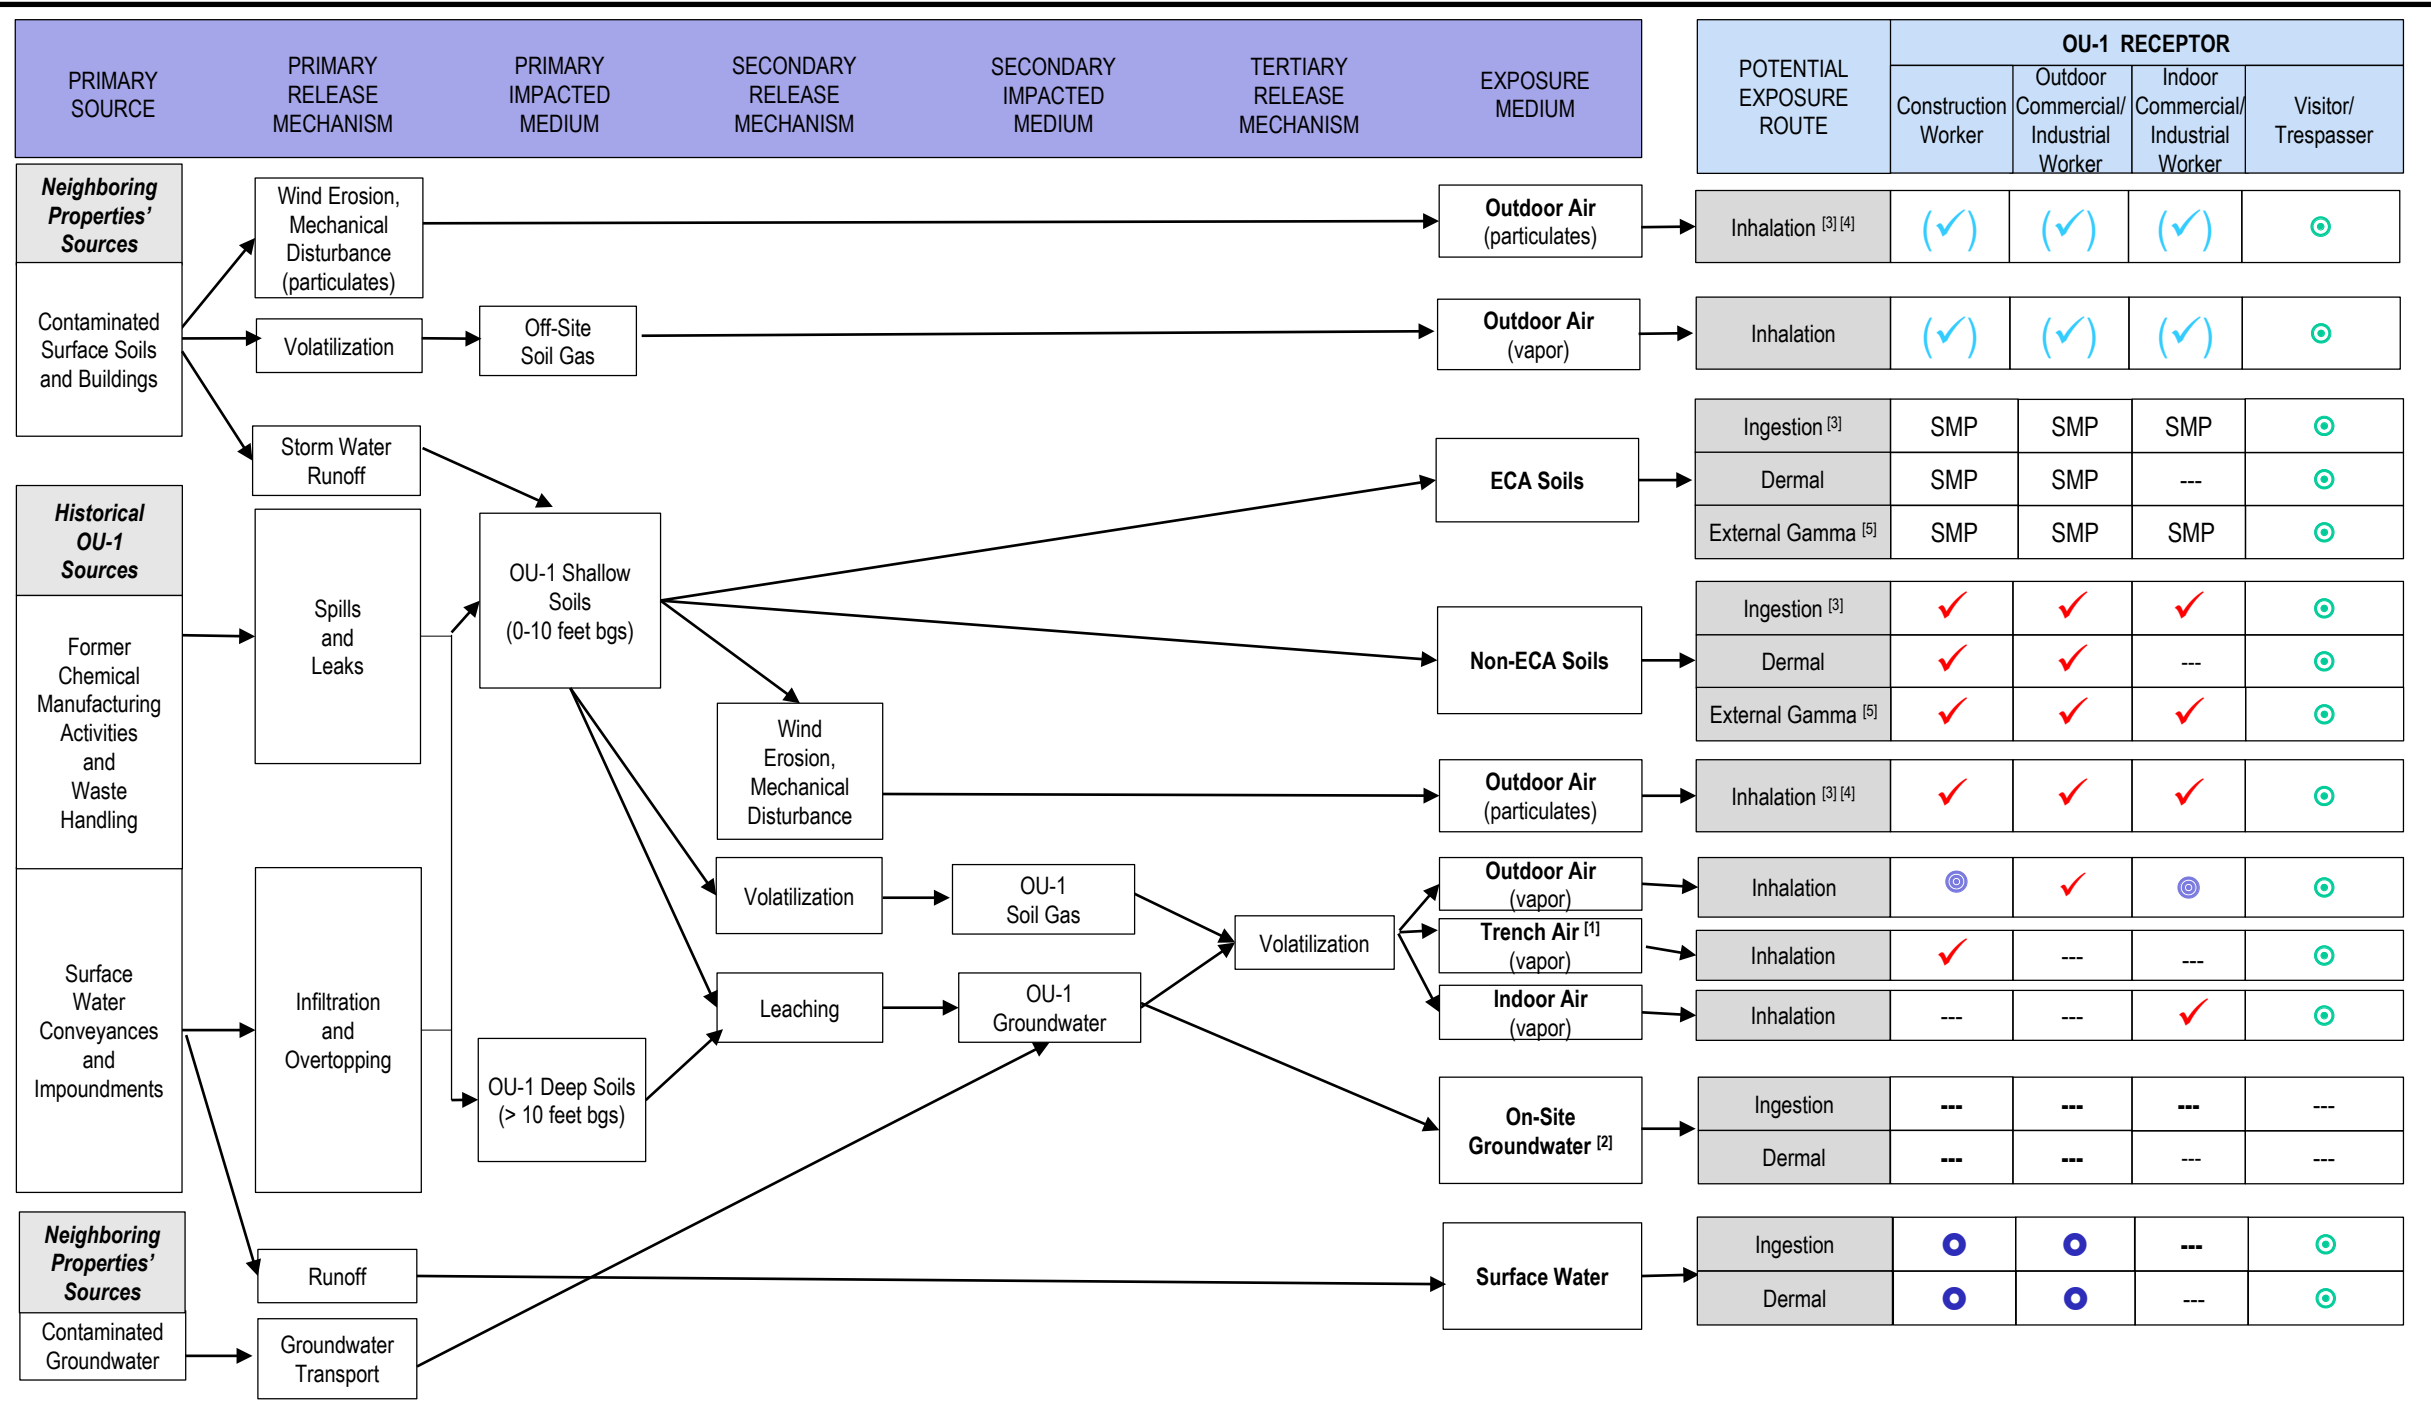 PRIMARY
SOURCE
PRIMARY
RELEASE
MECHANISM
PRIMARY
IMPACTED
MEDIUM
SECONDARY
RELEASE
MECHANISM
SECONDARY
IMPACTED
MEDIUM
TERTIARY
RELEASE
MECHANISM
EXPOSURE
MEDIUM
POTENTIAL
EXPOSURE
ROUTE
OU-1 RECEPTOR
Construction
Worker
Outdoor
Commercial/
Industrial
Worker
Indoor
Commercial/
Industrial
Worker
Visitor/
Trespasser
Neighboring
Properties'
Sources
Contaminated
Surface Soils
and Buildings
Wind Erosion,
Mechanical
Disturbance
(particulates)
Outdoor Air
(particulates)
Inhalation [3] [4]
(✓) (✓) (✓)
Volatilization
Off-Site
Soil Gas
Outdoor Air
(vapor)
Inhalation
(✓) (✓) (✓)
Storm Water
Runoff
ECA Soils
Ingestion [3]
SMP SMP SMP
Dermal
SMP SMP ---
External Gamma [5]
SMP SMP SMP
Historical
OU-1
Sources
Former
Chemical
Manufacturing
Activities
and
Waste
Handling
Spills
and
Leaks
OU-1 Shallow
Soils
(0-10 feet bgs)
Non-ECA Soils
Ingestion [3]
✓ ✓ ✓
Dermal
✓ ✓ ---
External Gamma [5]
✓ ✓ ✓
Wind
Erosion,
Mechanical
Disturbance
Outdoor Air
(particulates)
Inhalation [3] [4]
✓ ✓ ✓
Surface
Water
Conveyances
and
Impoundments
Infiltration
and
Overtopping
Volatilization
OU-1
Soil Gas
Volatilization
Outdoor Air
(vapor)
Inhalation
✓
Trench Air [1]
(vapor)
Inhalation
✓ --- ---
Leaching
OU-1
Groundwater
Indoor Air
(vapor)
Inhalation
--- --- ✓
OU-1 Deep Soils
(> 10 feet bgs)
On-Site
Groundwater [2]
Ingestion
--- --- --- ---
Dermal
--- --- --- ---
Neighboring
Properties'
Sources
Contaminated
Groundwater
Runoff
Surface Water
Ingestion
---
Dermal
---
Groundwater
Transport